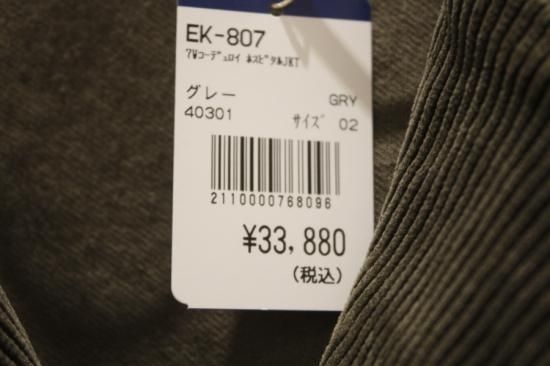 EK-807
7Wｺｰﾃﾞｭﾛｲ ﾎｽﾋﾟﾀﾙJKT
グレー GRY
40301 ｻｲｽﾞ 02
2110000768096
¥33,880
(税込)